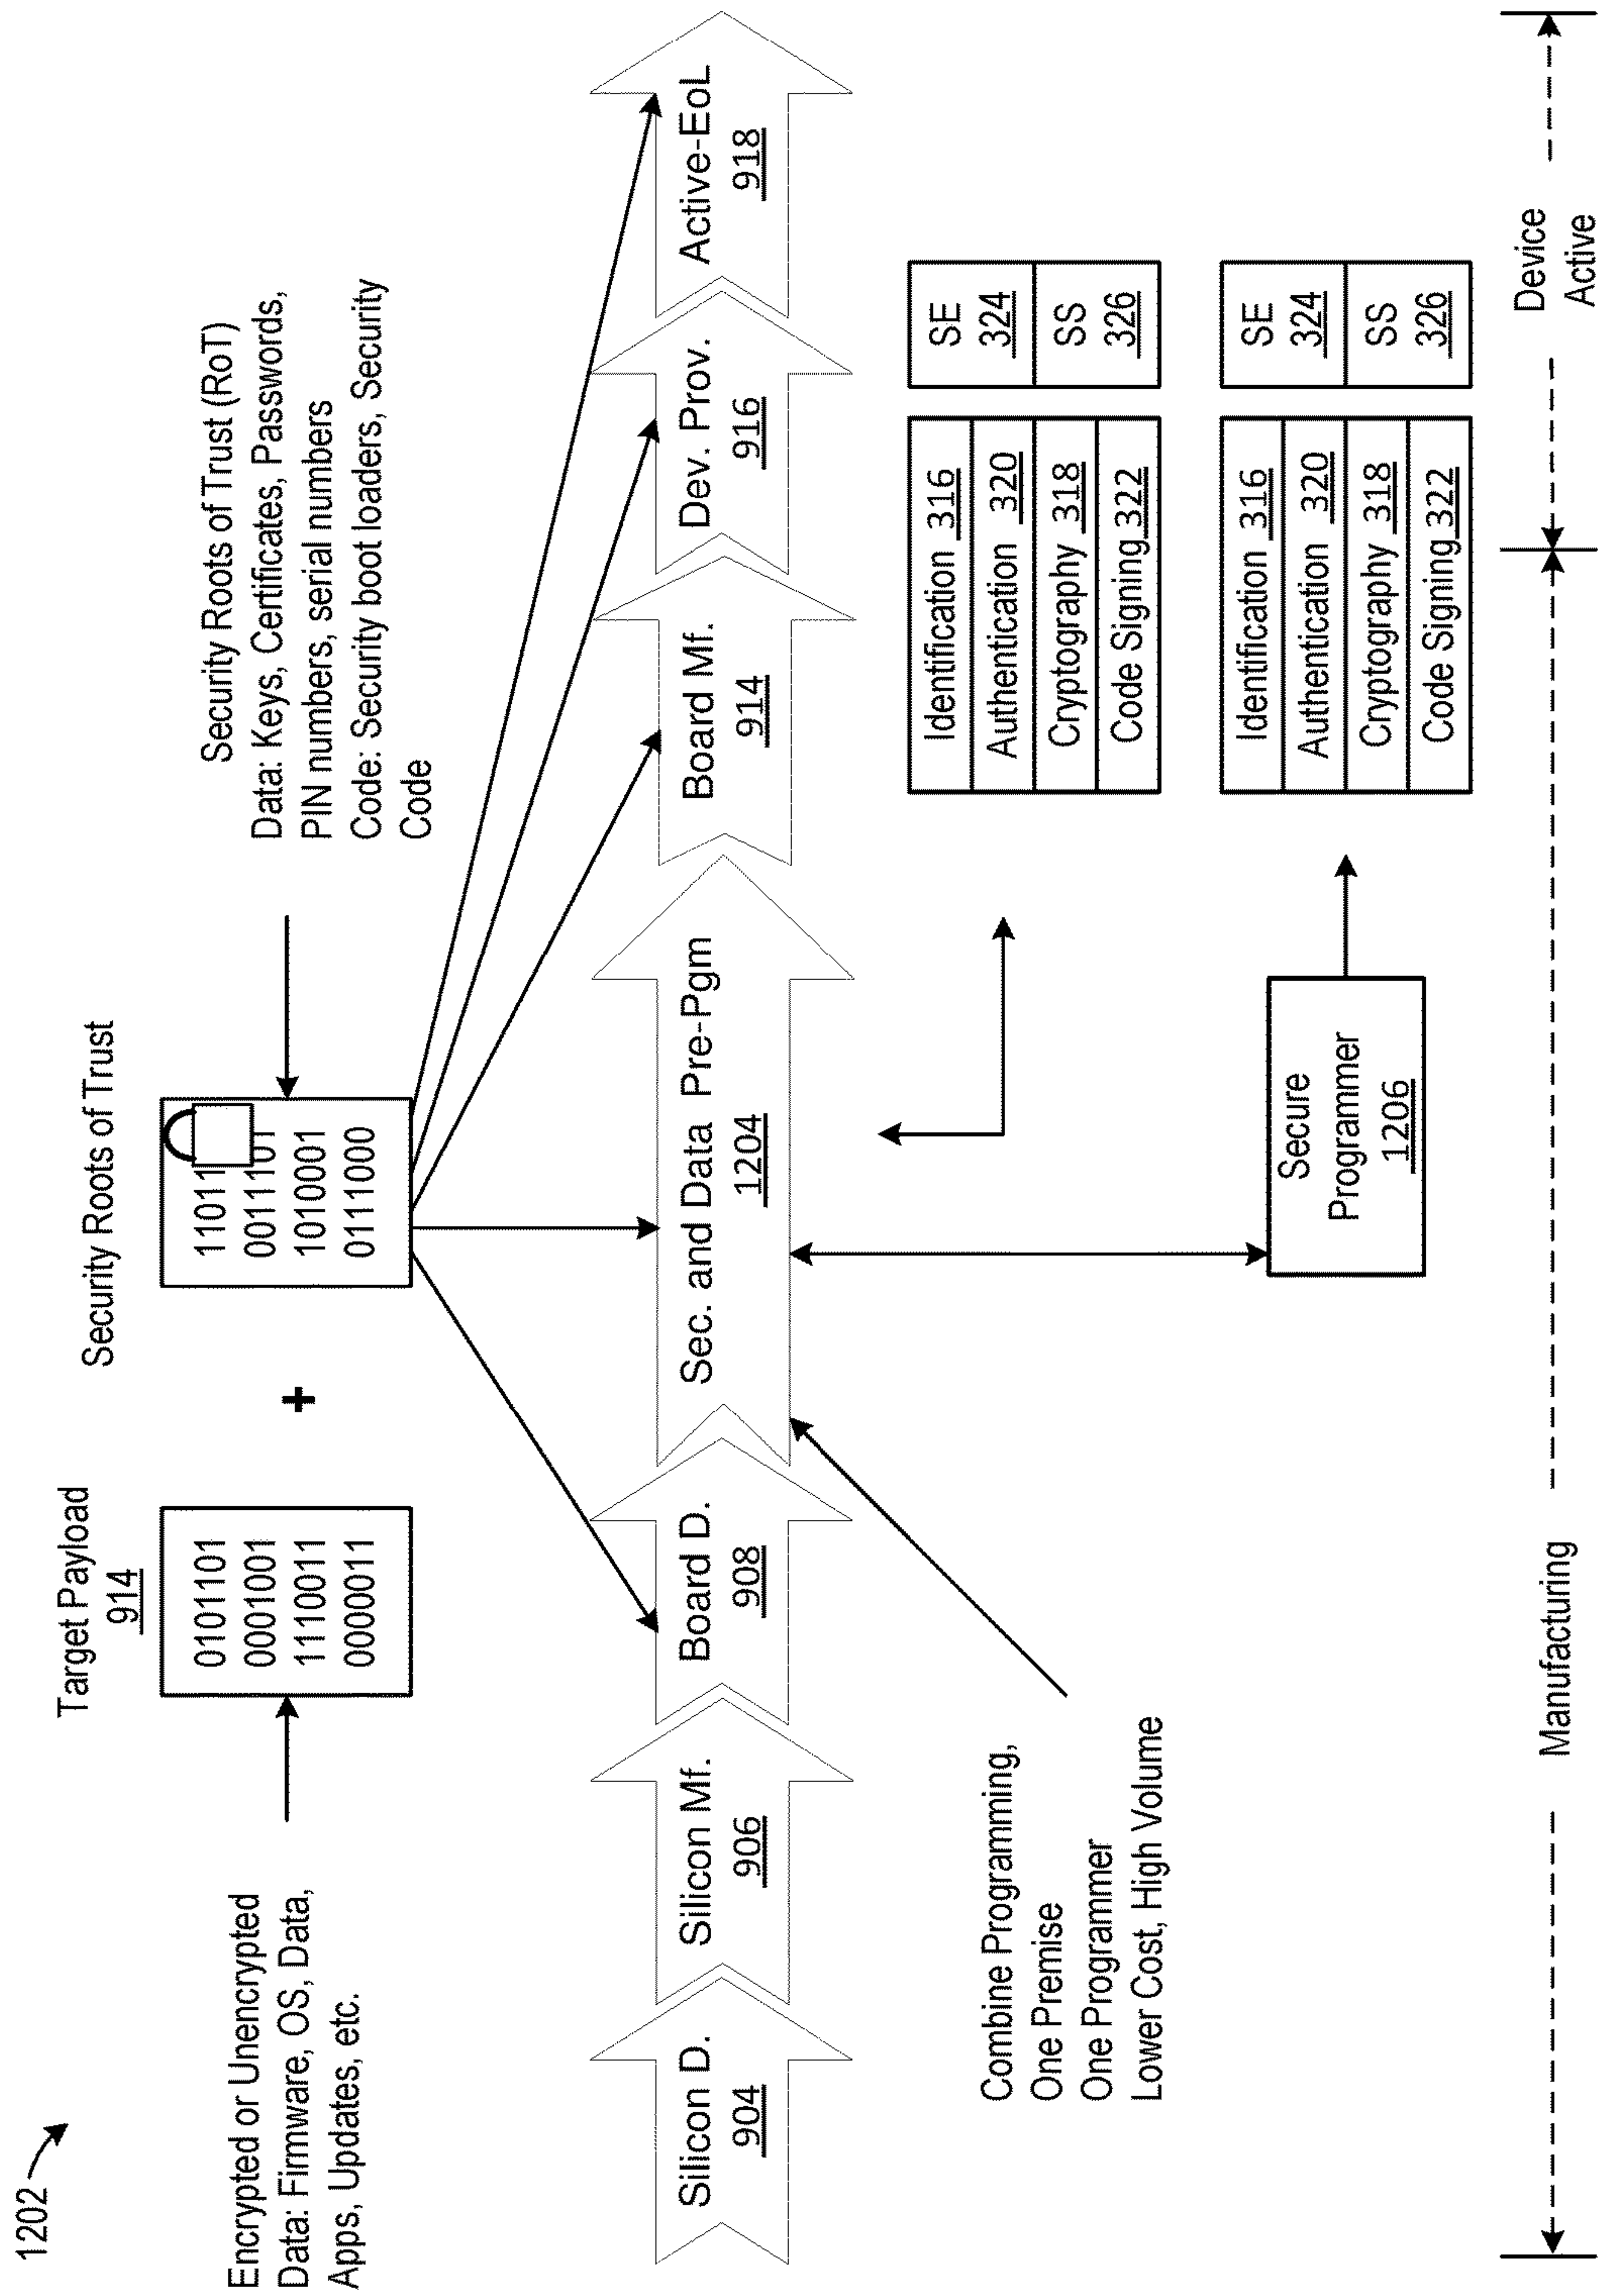 1202
Target Payload
914
Security Roots of Trust
Encrypted or Unencrypted
Data: Firmware, OS, Data,
Apps, Updates, etc.
0101101
0001001
1110011
0000011
+
11011
0011101
1010001
0111000
Security Roots of Trust (RoT)
Data: Keys, Certificates, Passwords,
PIN numbers, serial numbers
Code: Security boot loaders, Security
Code
Silicon D.
904
Silicon Mf.
906
Board D.
908
Sec. and Data Pre-Pgm
1204
Board Mf.
914
Dev. Prov.
916
Active-EoL
918
Combine Programming,
One Premise
One Programmer
Lower Cost, High Volume
Identification 316
Authentication 320
Cryptography 318
Code Signing 322
SE
324
SS
326
Secure
Programmer
1206
Identification 316
Authentication 320
Cryptography 318
Code Signing 322
SE
324
SS
326
Manufacturing
Device
Active